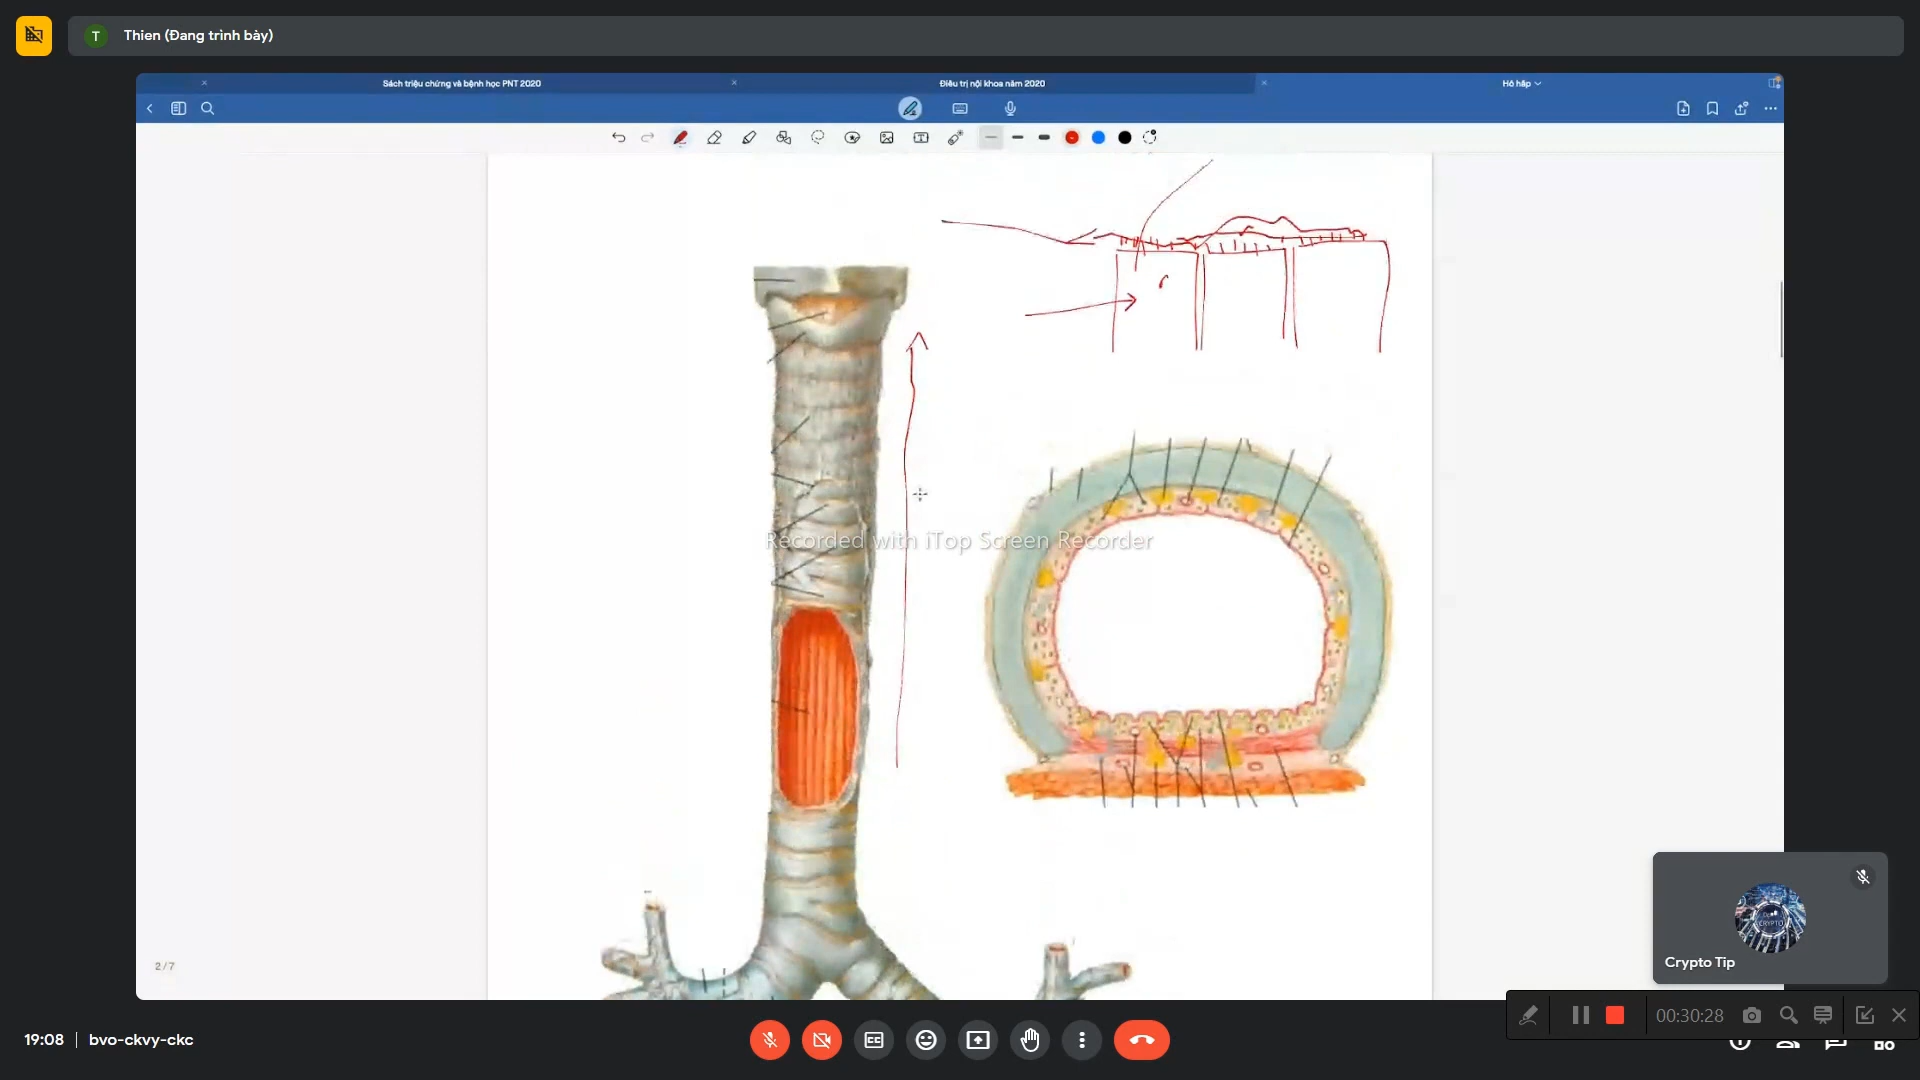 T Thien (Đang trình bày)
Sách triệu chứng và bệnh học PNT 2020
Điều trị nội khoa năm 2020
Hô hấp
Recorded with iTop Screen Recorder
2/7
Crypto Tip
00:30:28
19:08 | bvo-ckvy-ckc